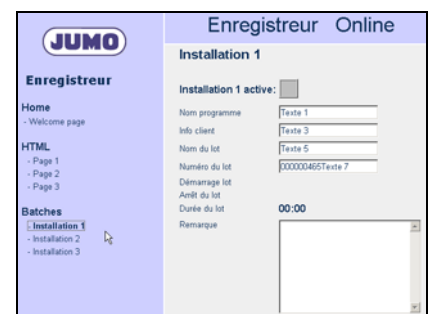 JUMO
Enregistreur
Home
- Welcome page
HTML
- Page 1
- Page 2
- Page 3
Batches
- Installation 1
- Installation 2
- Installation 3
Enregistreur Online
Installation 1
Installation 1 active:
Nom programme Texte 1
Info client Texte 3
Nom du lot Texte 5
Numéro du lot 000000465Texte 7
Démarrage lot
Arrêt du lot
Durée du lot 00:00
Remarque